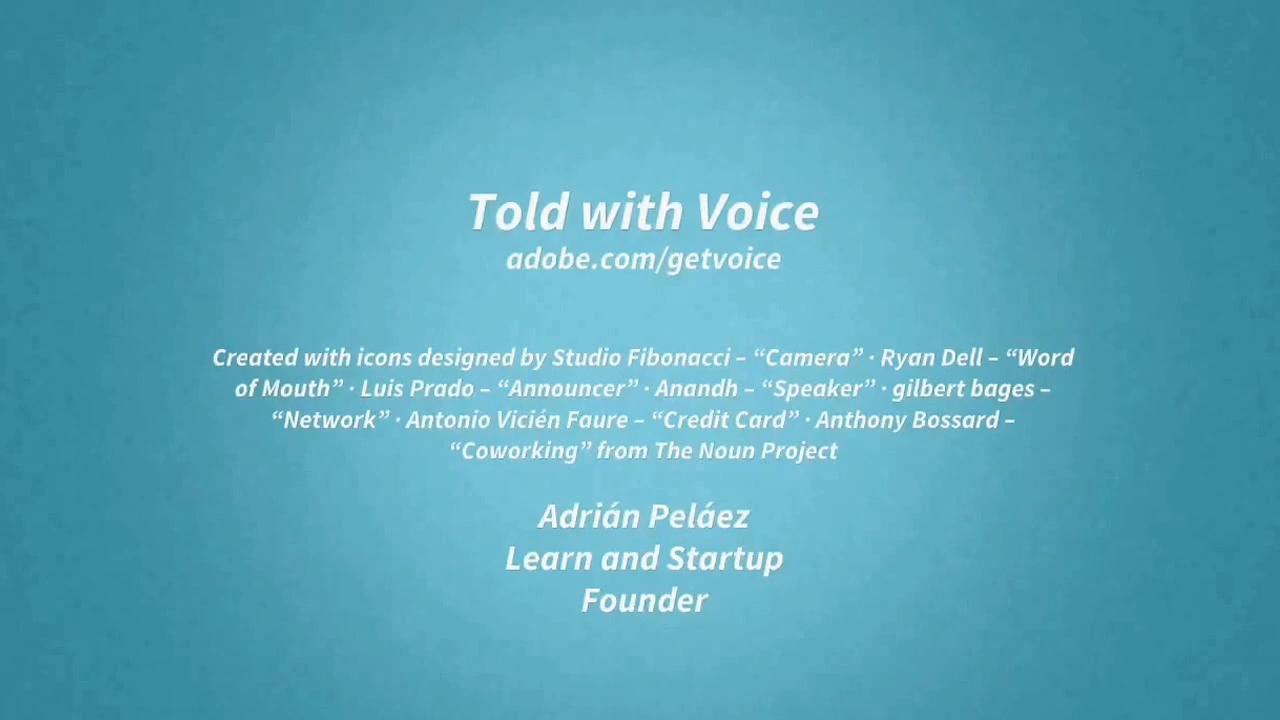 Told with Voice
adobe.com/getvoice
Created with icons designed by Studio Fibonacci – “Camera” · Ryan Dell – “Word
of Mouth” · Luis Prado – “Announcer” · Anandh – “Speaker” · gilbert bages –
“Network” · Antonio Vicién Faure – “Credit Card” · Anthony Bossard –
“Coworking” from The Noun Project
Adrián Peláez
Learn and Startup
Founder